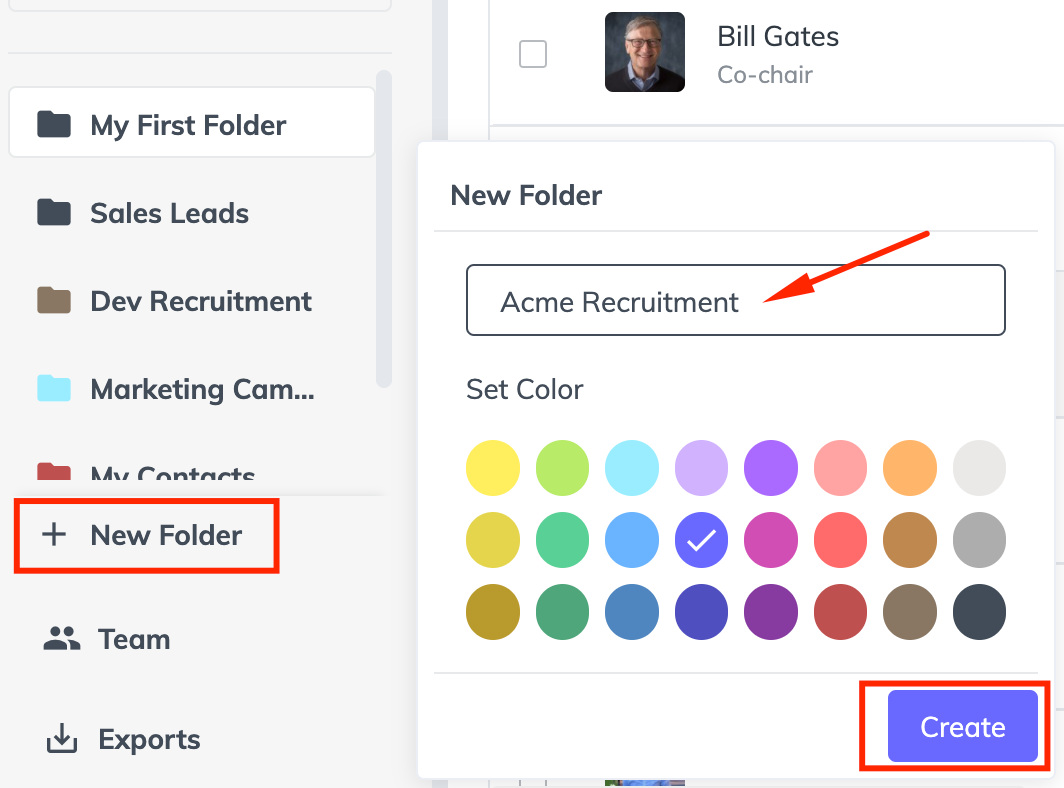 Bill Gates
Co-chair
My First Folder
Sales Leads
Dev Recruitment
Marketing Cam...
My Contacts
New Folder
Team
Exports
New Folder
Acme Recruitment
Set Color
Create